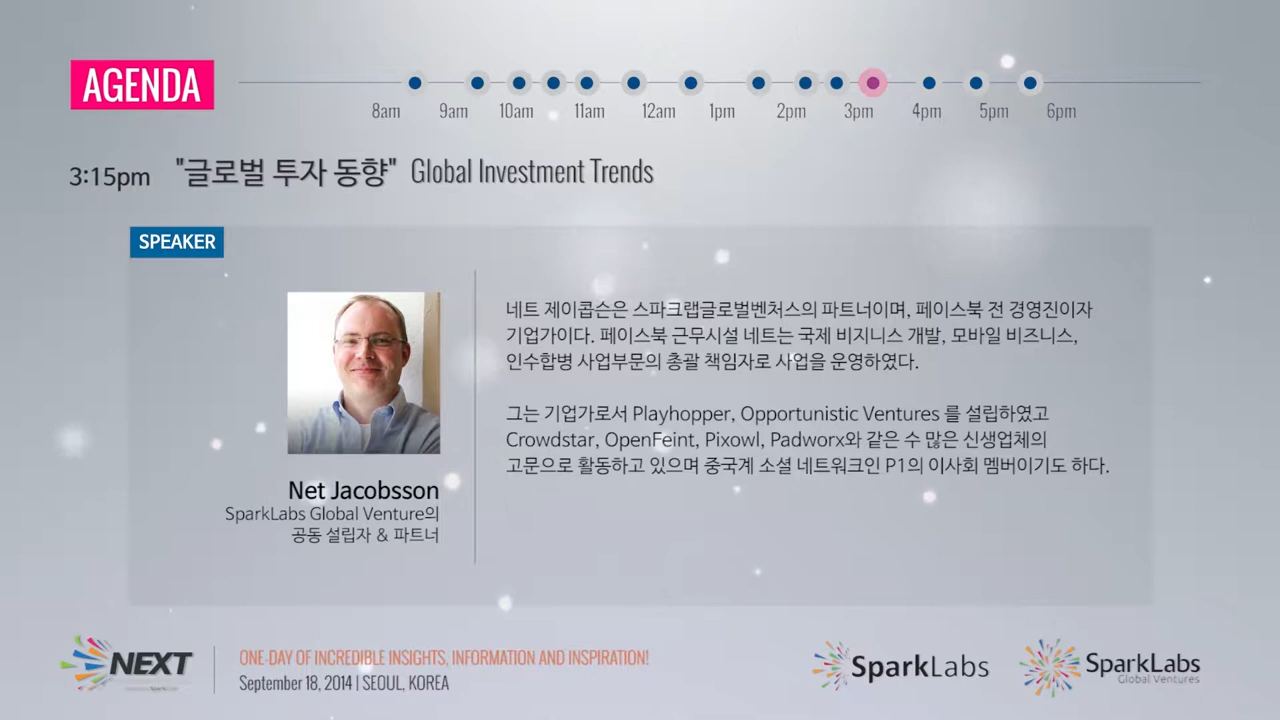 AGENDA
8am 9am 10am 11am 12am 1pm 2pm 3pm 4pm 5pm 6pm
3:15pm "글로벌 투자 동향" Global Investment Trends
SPEAKER
네트 제이콥슨은 스파크랩글로벌벤처스의 파트너이며, 페이스북 전 경영진이자
기업가이다. 페이스북 근무시설 네트는 국제 비지니스 개발, 모바일 비즈니스,
인수합병 사업부문의 총괄 책임자로 사업을 운영하였다.
그는 기업가로서 Playhopper, Opportunistic Ventures 를 설립하였고
Crowdstar, OpenFeint, Pixowl, Padworx와 같은 수 많은 신생업체의
고문으로 활동하고 있으며 중국계 소셜 네트워크인 P1의 이사회 멤버이기도 하다.
Net Jacobsson
SparkLabs Global Venture의
공동 설립자 & 파트너
NEXT
ONE-DAY OF INCREDIBLE INSIGHTS, INFORMATION AND INSPIRATION!
September 18, 2014 | SEOUL, KOREA
SparkLabs
SparkLabs
Global Ventures